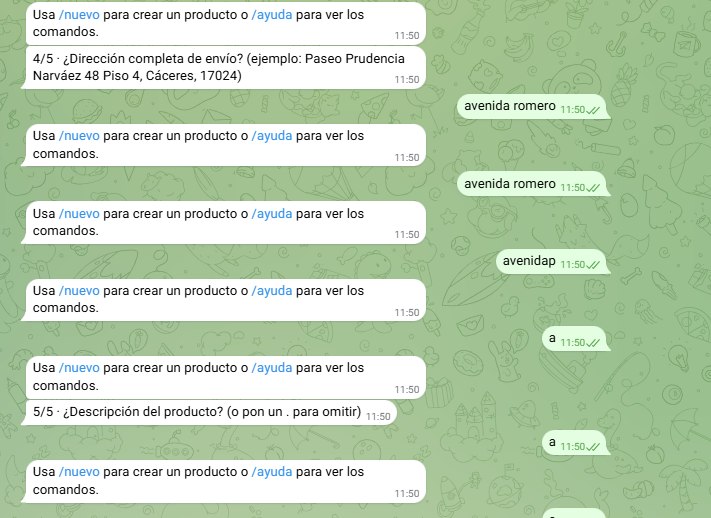 Usa /nuevo para crear un producto o /ayuda para ver los
comandos.
11:50
4/5 · ¿Dirección completa de envío? (ejemplo: Paseo Prudencia
Narváez 48 Piso 4, Cáceres, 17024)
11:50
avenida romero 11:50
Usa /nuevo para crear un producto o /ayuda para ver los
comandos.
11:50
avenida romero 11:50
Usa /nuevo para crear un producto o /ayuda para ver los
comandos.
11:50
avenidap 11:50
Usa /nuevo para crear un producto o /ayuda para ver los
comandos.
11:50
a 11:50
Usa /nuevo para crear un producto o /ayuda para ver los
comandos.
11:50
5/5 · ¿Descripción del producto? (o pon un . para omitir) 11:50
a 11:50
Usa /nuevo para crear un producto o /ayuda para ver los
comandos.
11:50